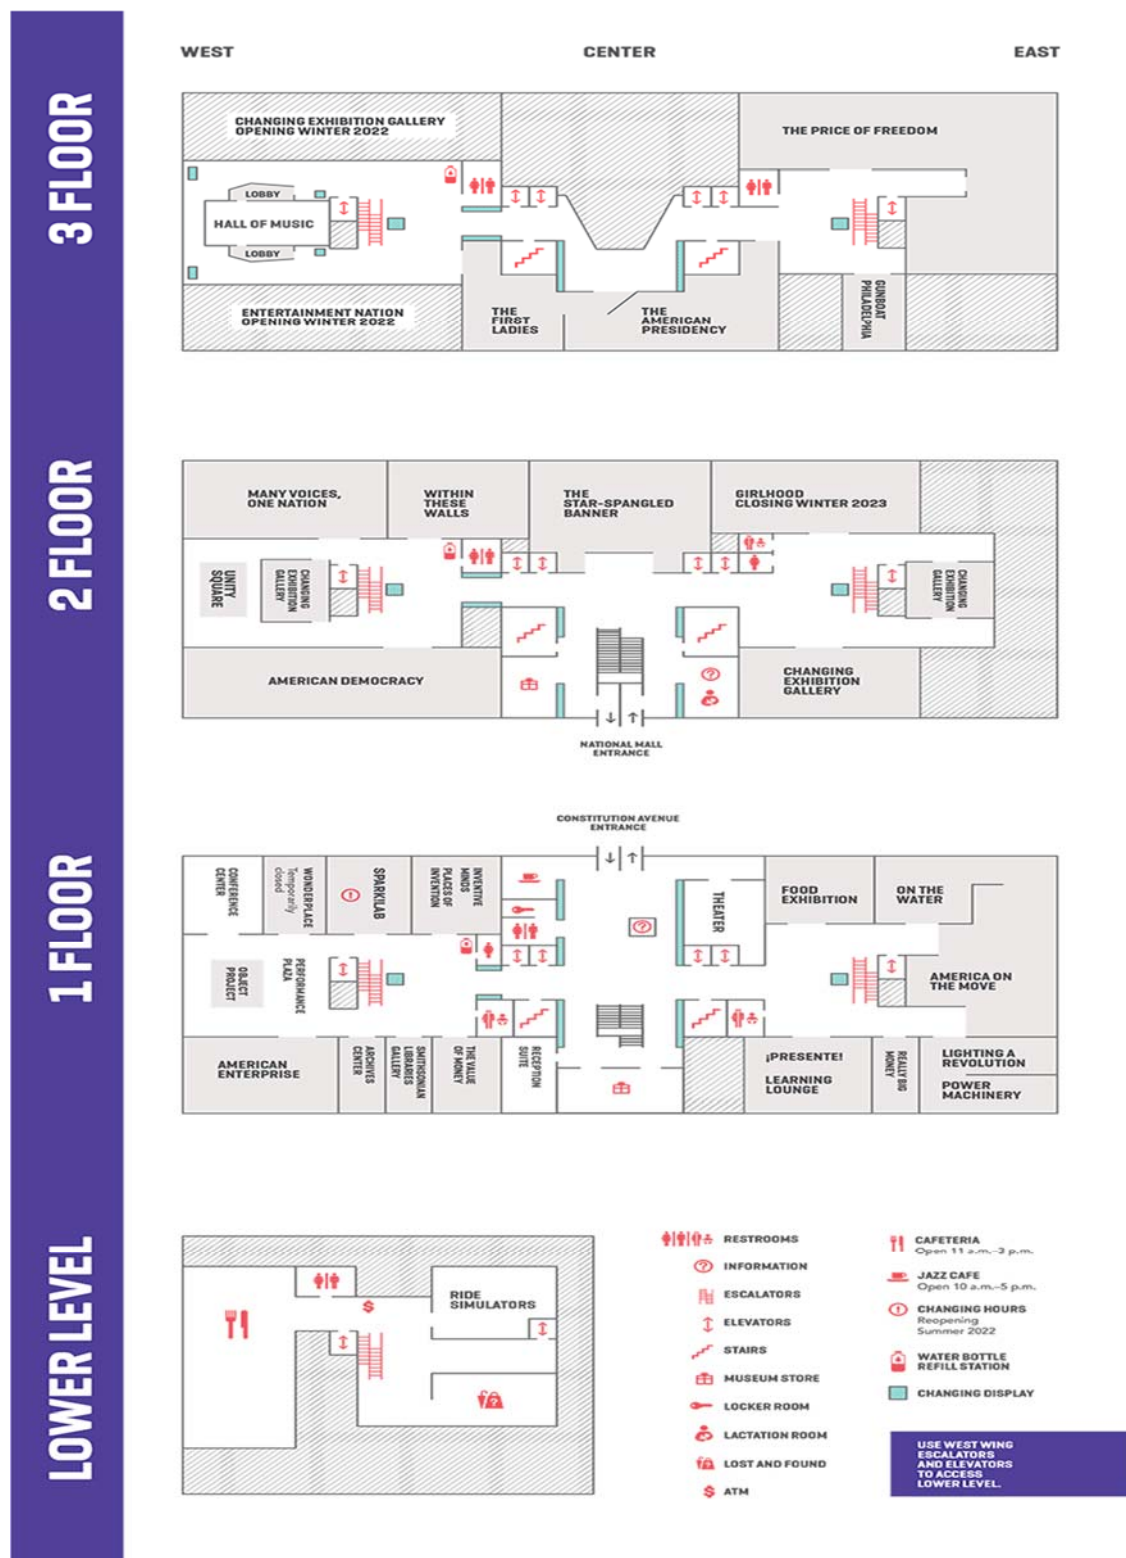 WEST
CENTER
EAST
3 FLOOR
CHANGING EXHIBITION GALLERY
OPENING WINTER 2022
THE PRICE OF FREEDOM
LOBBY
HALL OF MUSIC
LOBBY
ENTERTAINMENT NATION
OPENING WINTER 2022
THE
FIRST
LADIES
THE
AMERICAN
PRESIDENCY
GUNBOAT
PHILADELPHIA
2 FLOOR
MANY VOICES,
ONE NATION
WITHIN
THESE
WALLS
THE
STAR-SPANGLED
BANNER
GIRLHOOD
CLOSING WINTER 2023
UNITY
SQUARE
CHANGING
EXHIBITION
GALLERY
CHANGING
EXHIBITION
GALLERY
AMERICAN DEMOCRACY
CHANGING
EXHIBITION
GALLERY
NATIONAL MALL
ENTRANCE
1 FLOOR
CONSTITUTION AVENUE
ENTRANCE
CONFERENCE
CENTER
WONDERPLACE
Temporarily
closed
SPARK!LAB
INVENTIVE
MINDS
PLACES OF
INVENTION
THEATER
FOOD
EXHIBITION
ON THE
WATER
OBJECT
PROJECT
PERFORMANCE
PLAZA
AMERICA ON
THE MOVE
AMERICAN
ENTERPRISE
ARCHIVES
CENTER
SMITHSONIAN
LIBRARIES
GALLERY
THE VALUE
OF MONEY
RECEPTION
SUITE
¡PRESENTE!
LEARNING
LOUNGE
REALLY BIG
MONEY
LIGHTING A
REVOLUTION
POWER
MACHINERY
LOWER LEVEL
RIDE
SIMULATORS
RESTROOMS
INFORMATION
ESCALATORS
ELEVATORS
STAIRS
MUSEUM STORE
LOCKER ROOM
LACTATION ROOM
LOST AND FOUND
ATM
CAFETERIA
Open 11 a.m.–3 p.m.
JAZZ CAFE
Open 10 a.m.–5 p.m.
CHANGING HOURS
Reopening
Summer 2022
WATER BOTTLE
REFILL STATION
CHANGING DISPLAY
USE WEST WING
ESCALATORS
AND ELEVATORS
TO ACCESS
LOWER LEVEL.